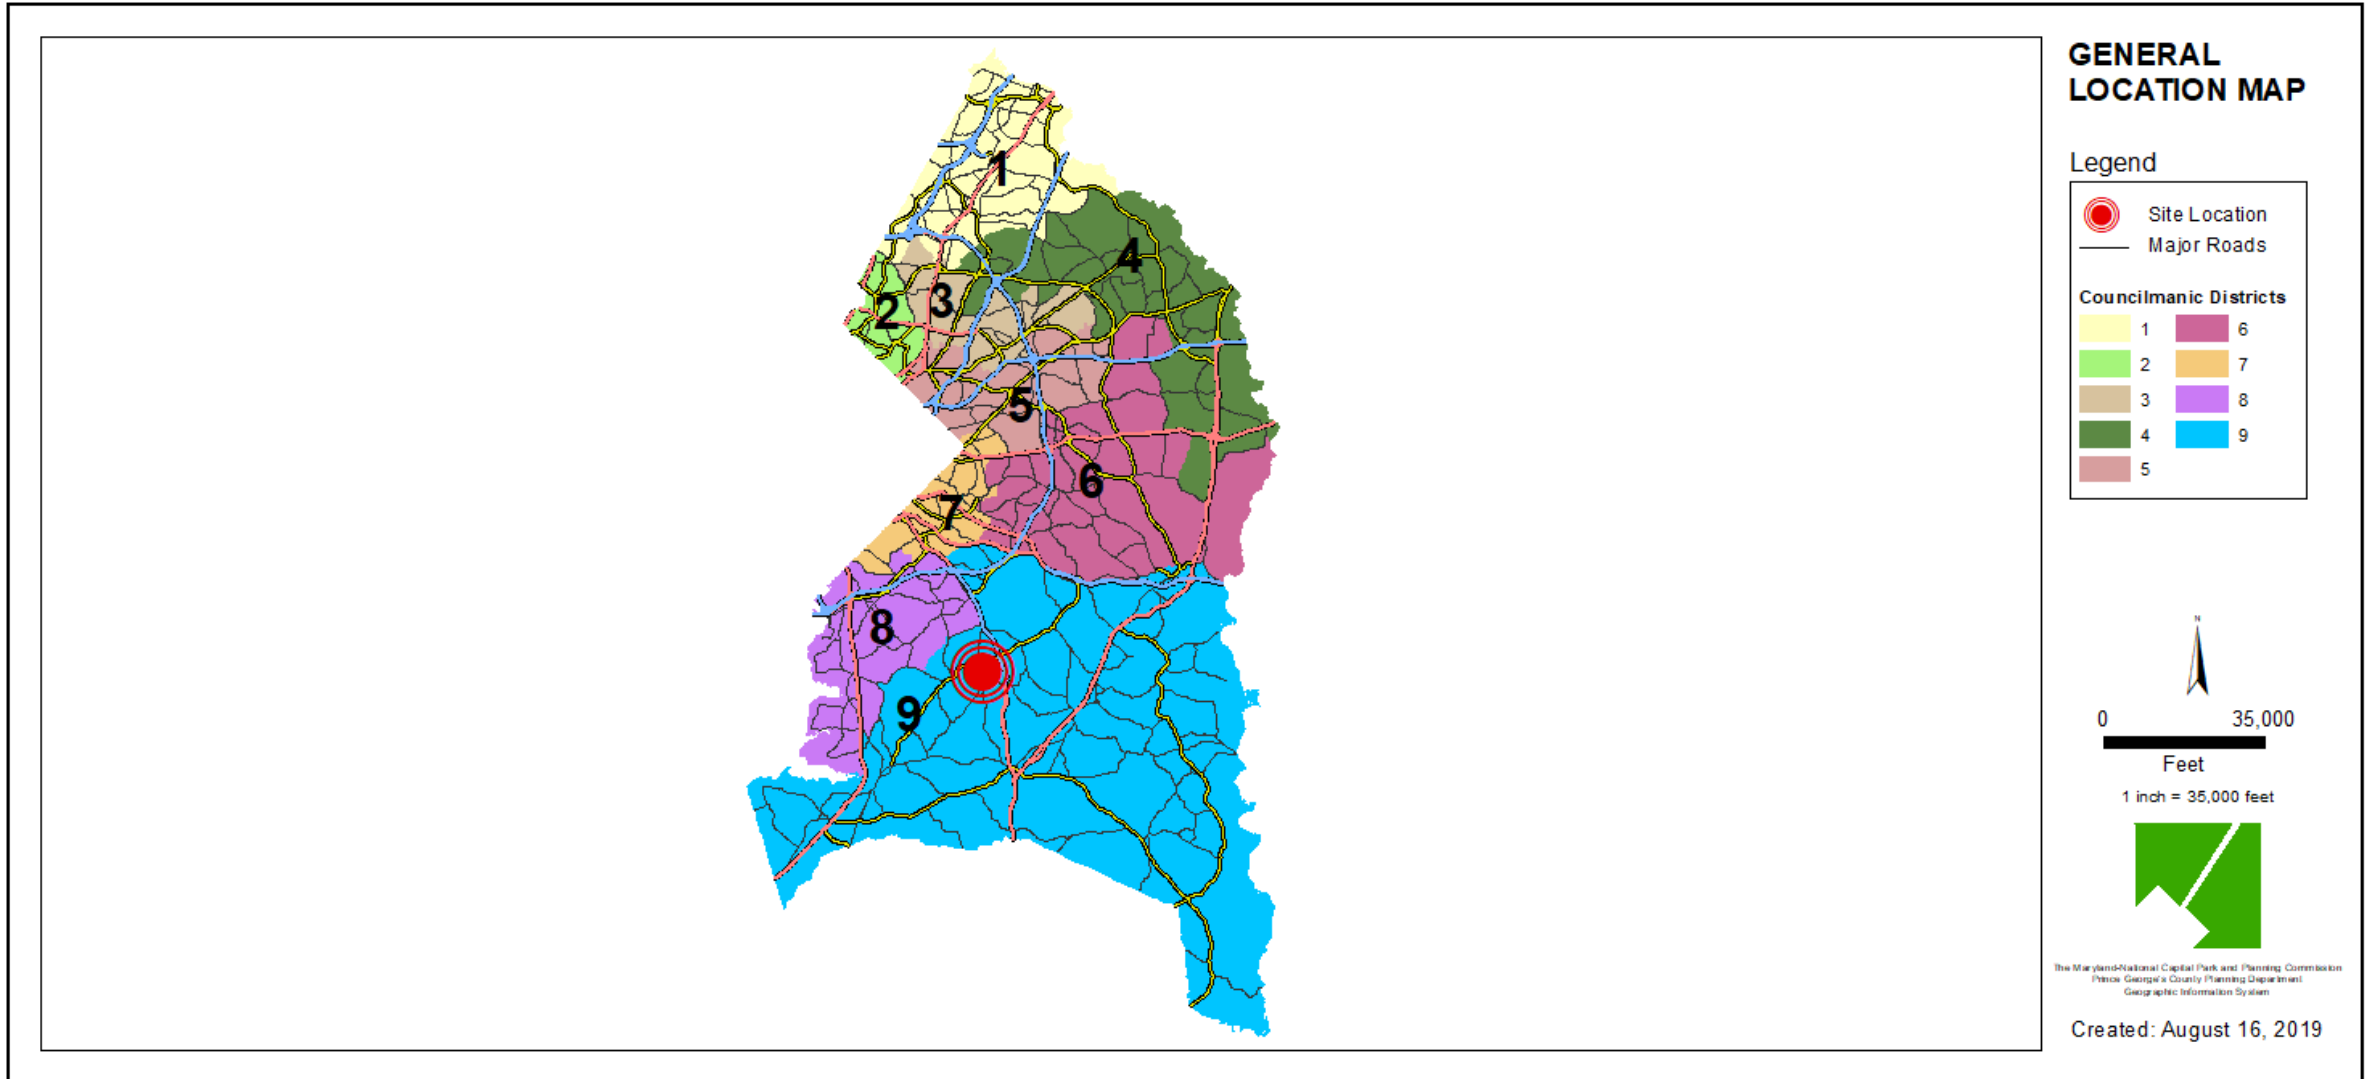 GENERAL
LOCATION MAP
Legend
Site Location
Major Roads
Councilmanic Districts
1 6
2 7
3 8
4 9
5
1
4
3
2
5
6
7
8
9
N
0 35,000
Feet
1 inch = 35,000 feet
The Maryland-National Capital Park and Planning Commission
Prince George's County Planning Department
Geographic Information System
Created: August 16, 2019